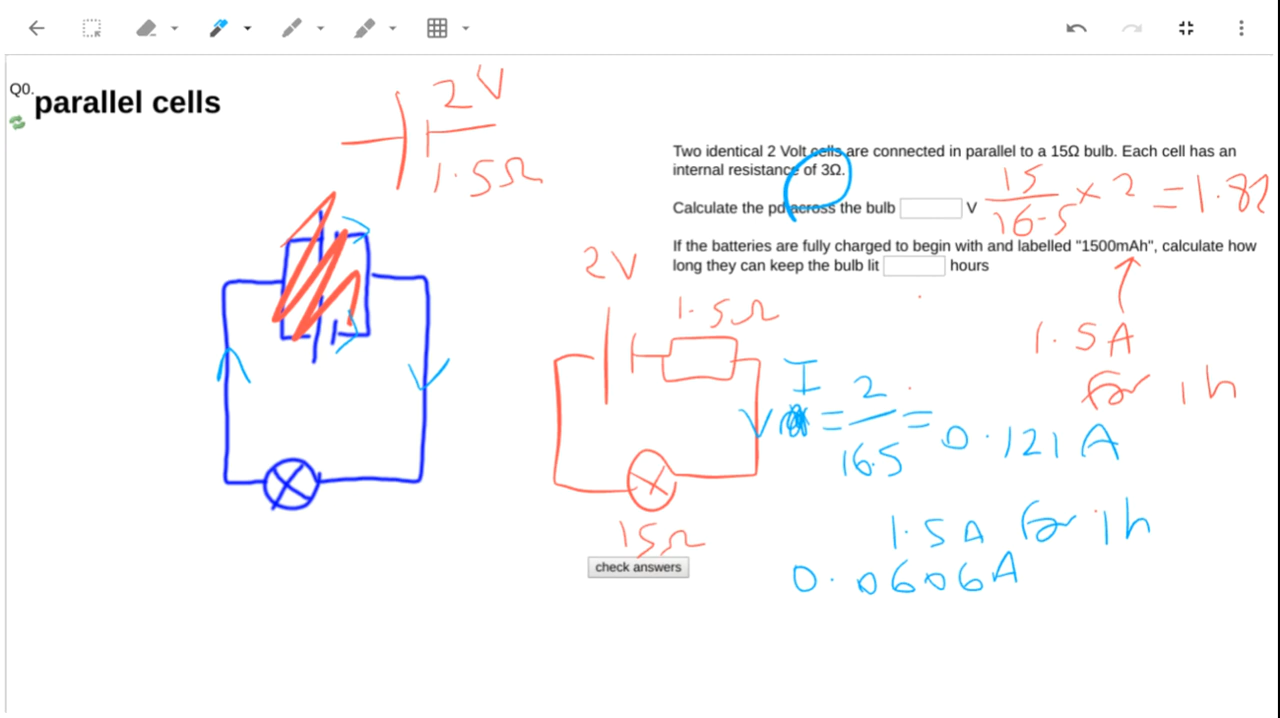 Q0.
parallel cells
2V
1.5Ω
Two identical 2 Volt cells are connected in parallel to a 15Ω bulb. Each cell has an
internal resistance of 3Ω.
Calculate the pd across the bulb V
15/16.5 × 2 = 1.82
If the batteries are fully charged to begin with and labelled "1500mAh", calculate how
long they can keep the bulb lit hours
2V
1.5Ω
1.5A
for 1h
I
V = 2/16.5 = 0.121 A
15Ω
1.5A for 1h
check answers
0.0606A